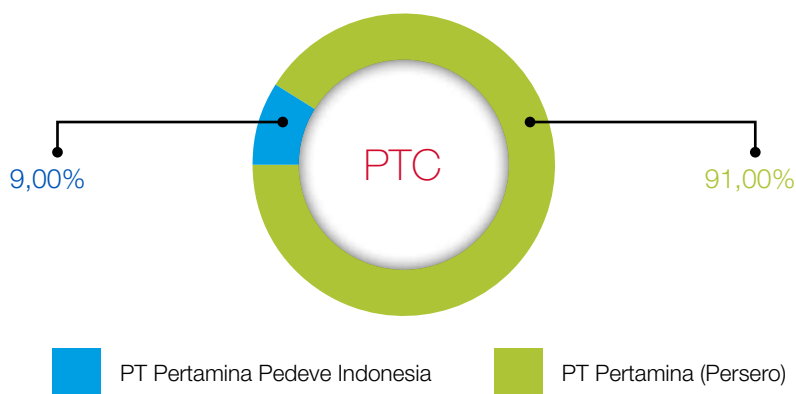 PTC
9,00%
91,00%
PT Pertamina Pedeve Indonesia
PT Pertamina (Persero)